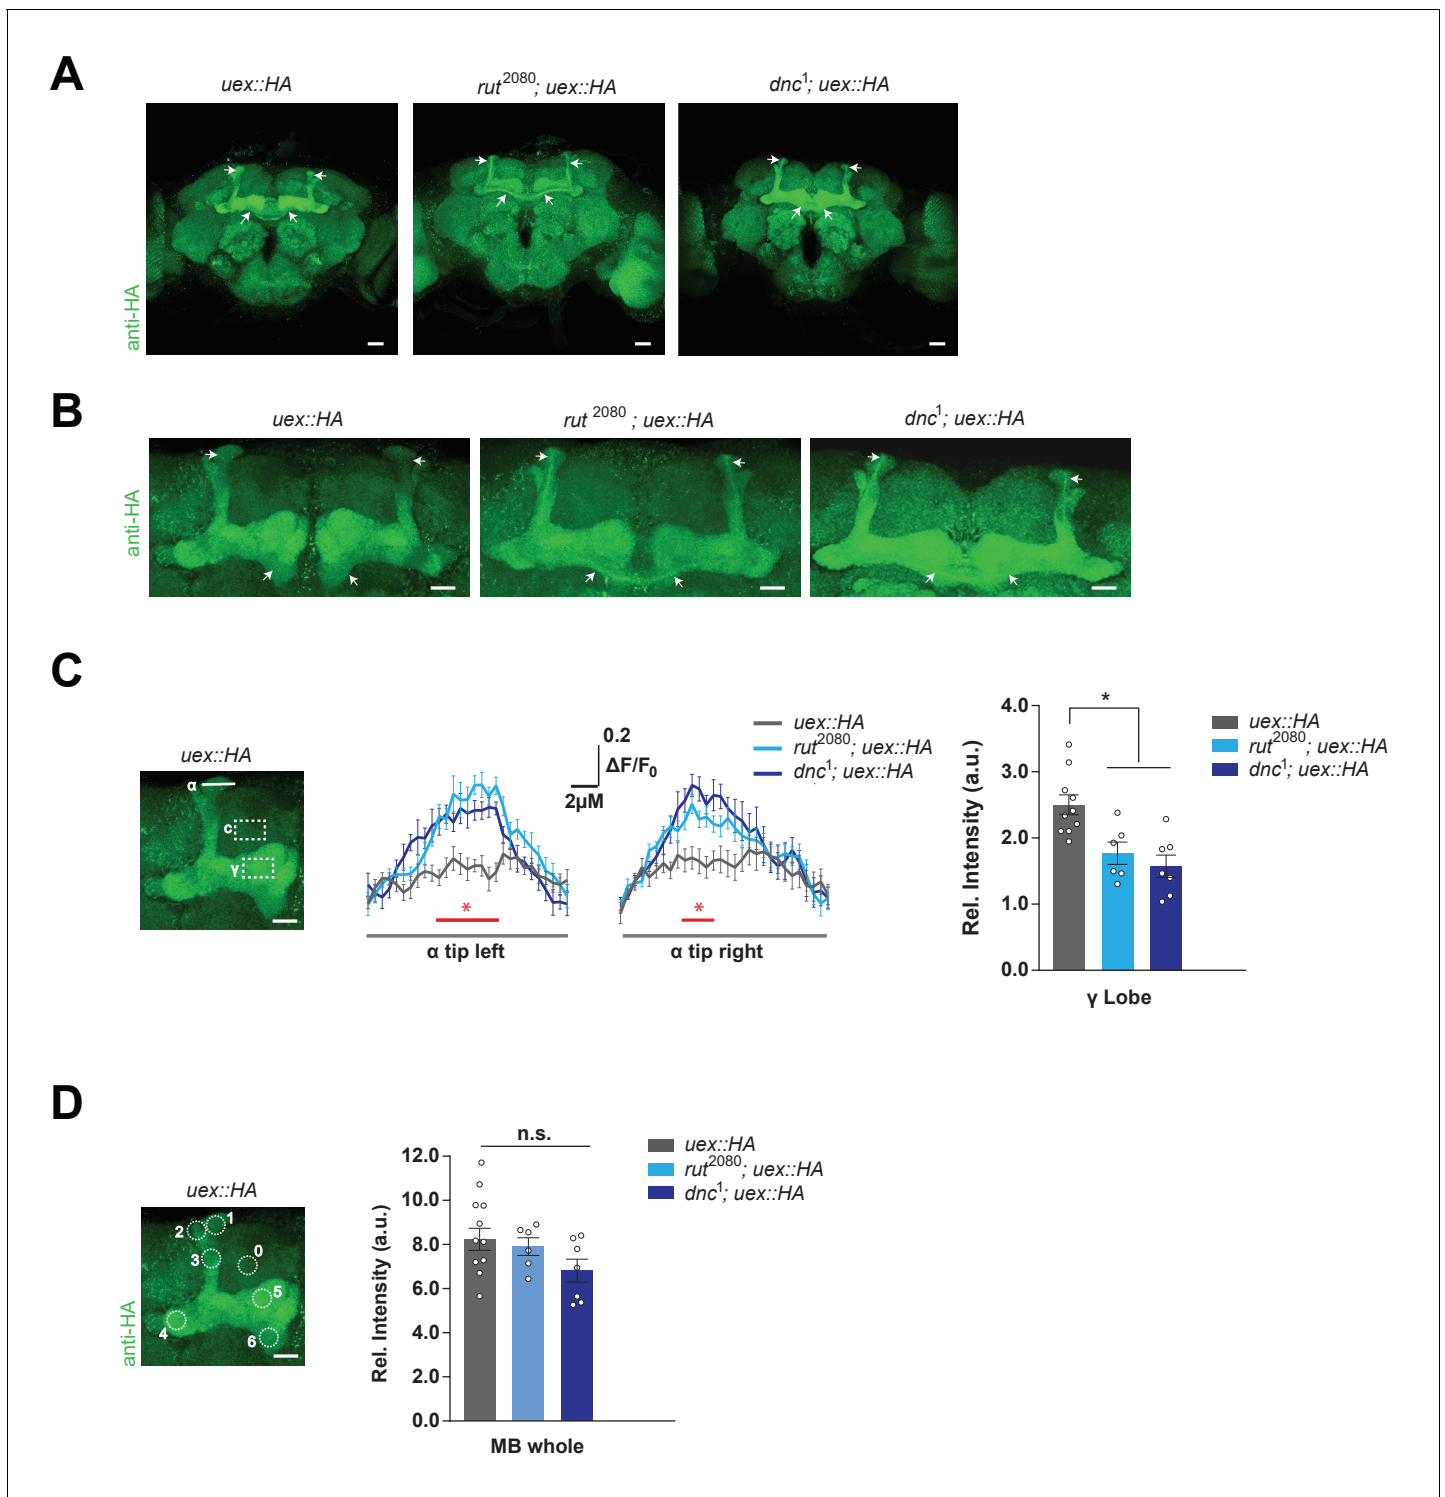 A
uex::HA
rut2080; uex::HA
dnc1; uex::HA
anti-HA
B
uex::HA
rut 2080 ; uex::HA
dnc1; uex::HA
anti-HA
C
uex::HA
α
c
γ
0.2
ΔF/F0
2μM
uex::HA
rut2080; uex::HA
dnc1; uex::HA
*
α tip left
*
α tip right
Rel. Intensity (a.u.)
4.0
3.0
2.0
1.0
0.0
*
γ Lobe
uex::HA
rut2080; uex::HA
dnc1; uex::HA
D
uex::HA
anti-HA
1
2
3
0
5
4
6
Rel. Intensity (a.u.)
12.0
10.0
8.0
6.0
4.0
2.0
0.0
n.s.
MB whole
uex::HA
rut2080; uex::HA
dnc1; uex::HA